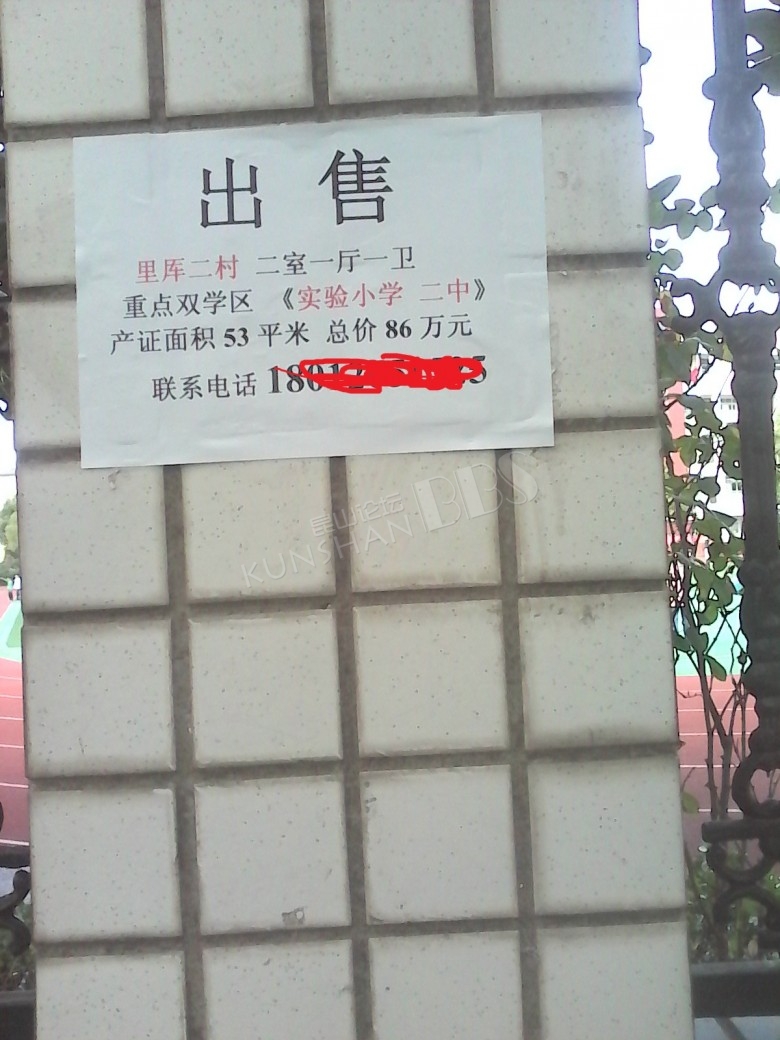 出 售
里厍二村 二室一厅一卫
重点双学区 《实验小学 二中》
产证面积 53 平米 总价 86 万元
联系电话
昆山论坛
KUNSHAN BBS